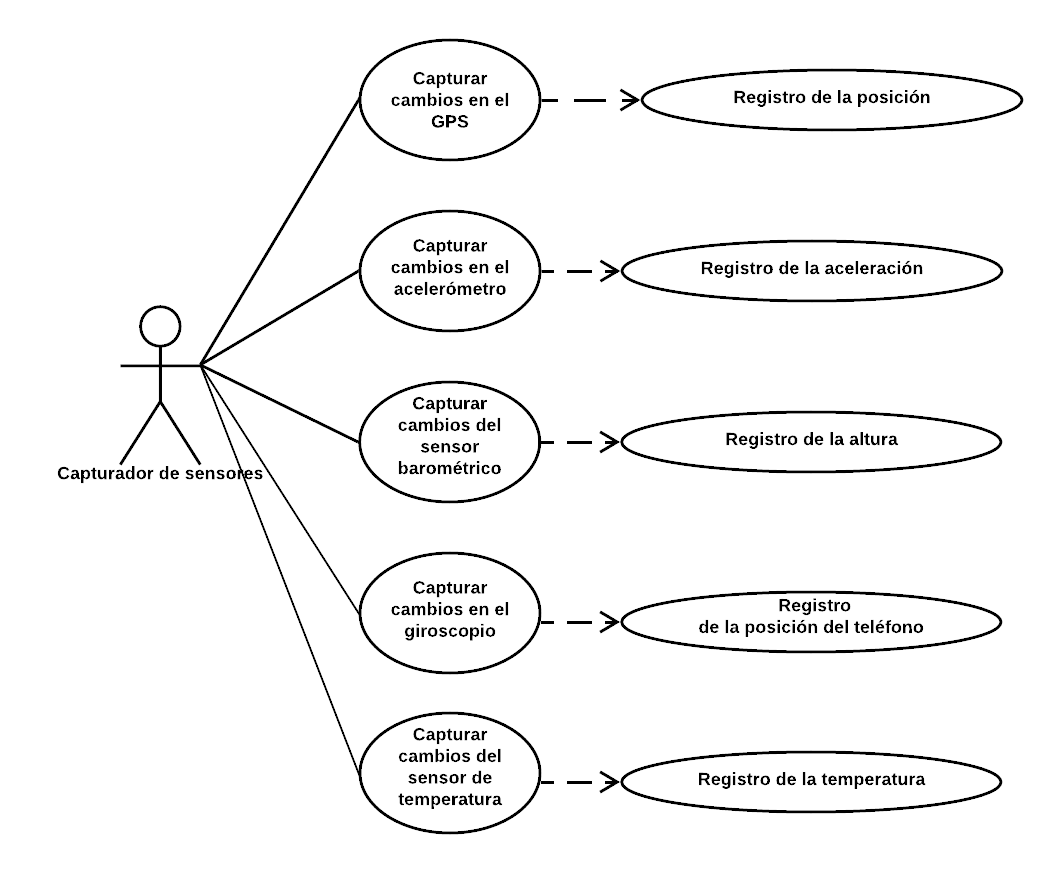 Capturar
cambios en el
GPS
Registro de la posición
Capturar
cambios en el
acelerómetro
Registro de la aceleración
Capturar
cambios del
sensor
barométrico
Registro de la altura
Capturador de sensores
Capturar
cambios en el
giroscopio
Registro
de la posición del teléfono
Capturar
cambios del
sensor de
temperatura
Registro de la temperatura